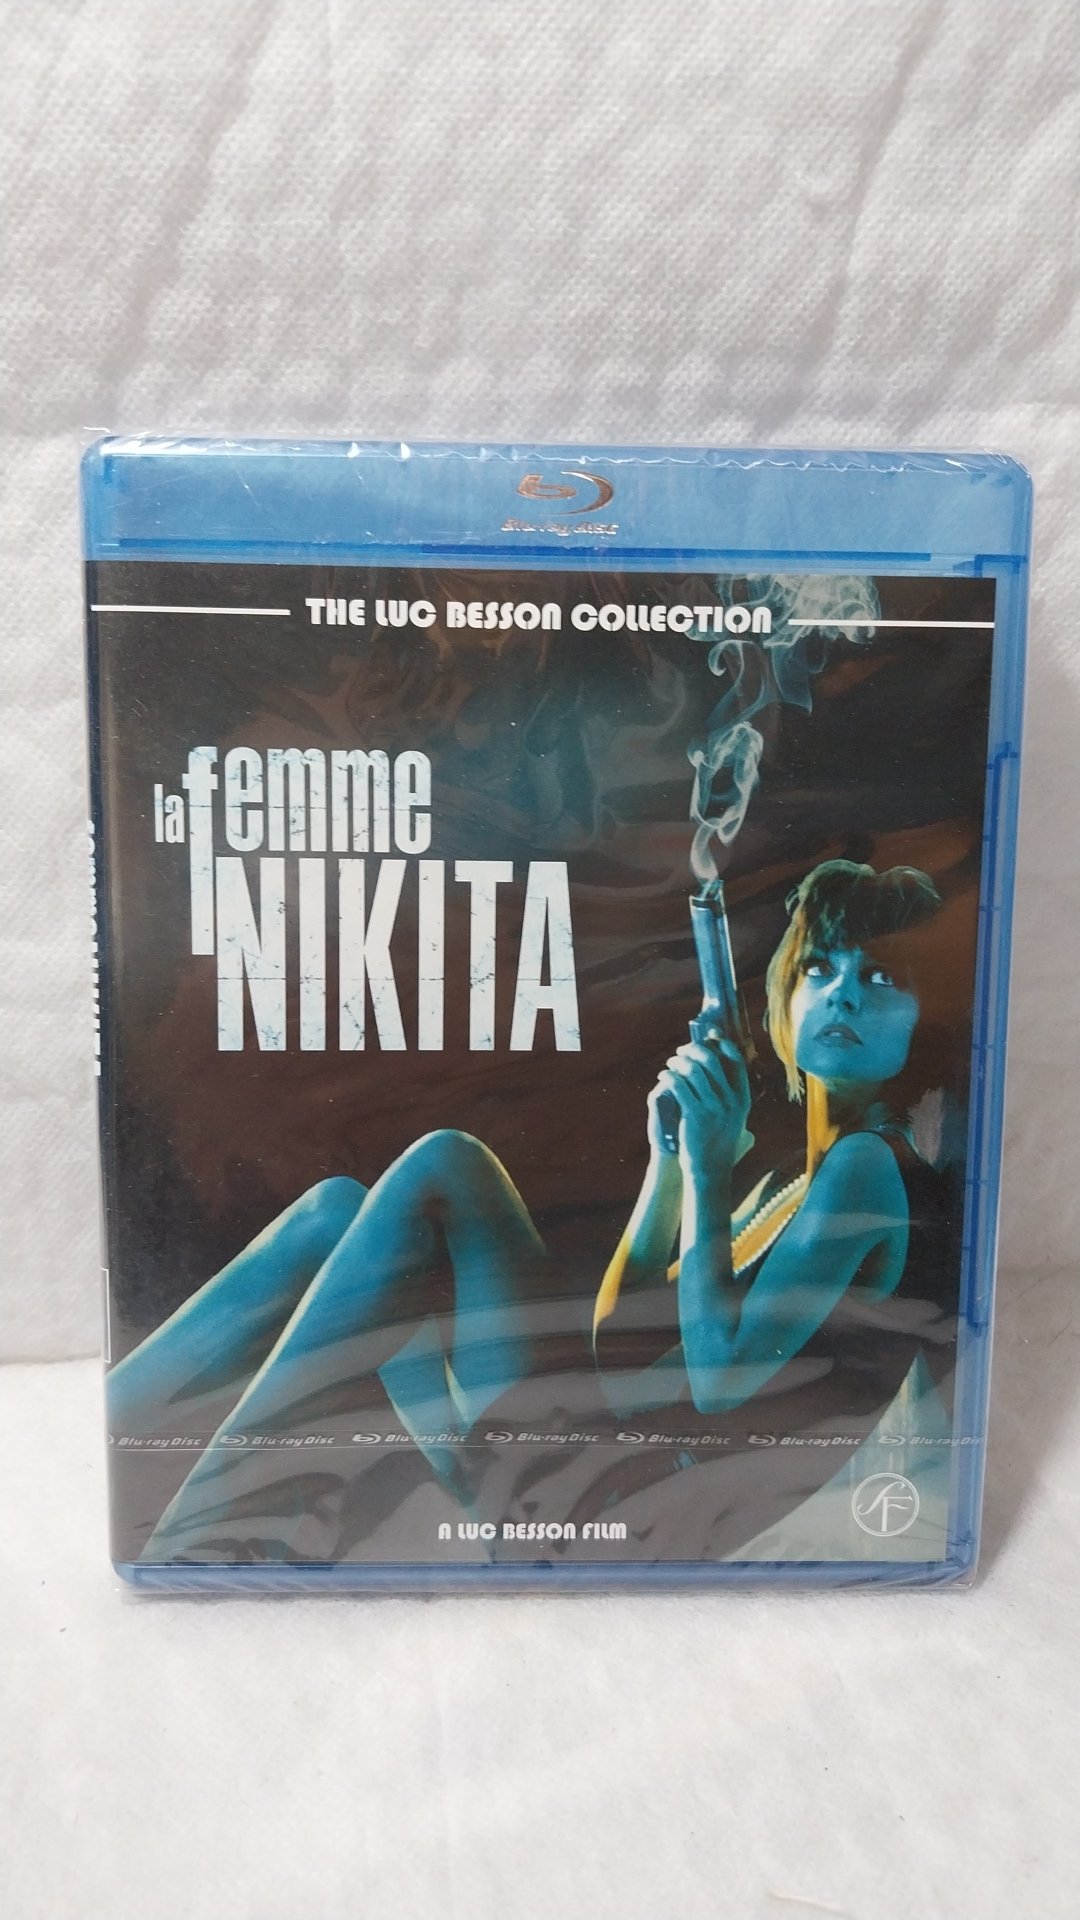 Blu-ray Disc
THE LUC BESSON COLLECTION
la femme
NIKITA
Blu-ray Disc Blu-ray Disc Blu-ray Disc Blu-ray Disc Blu-ray Disc Blu-ray Disc Blu-ray Dis
A LUC BESSON FILM
SF